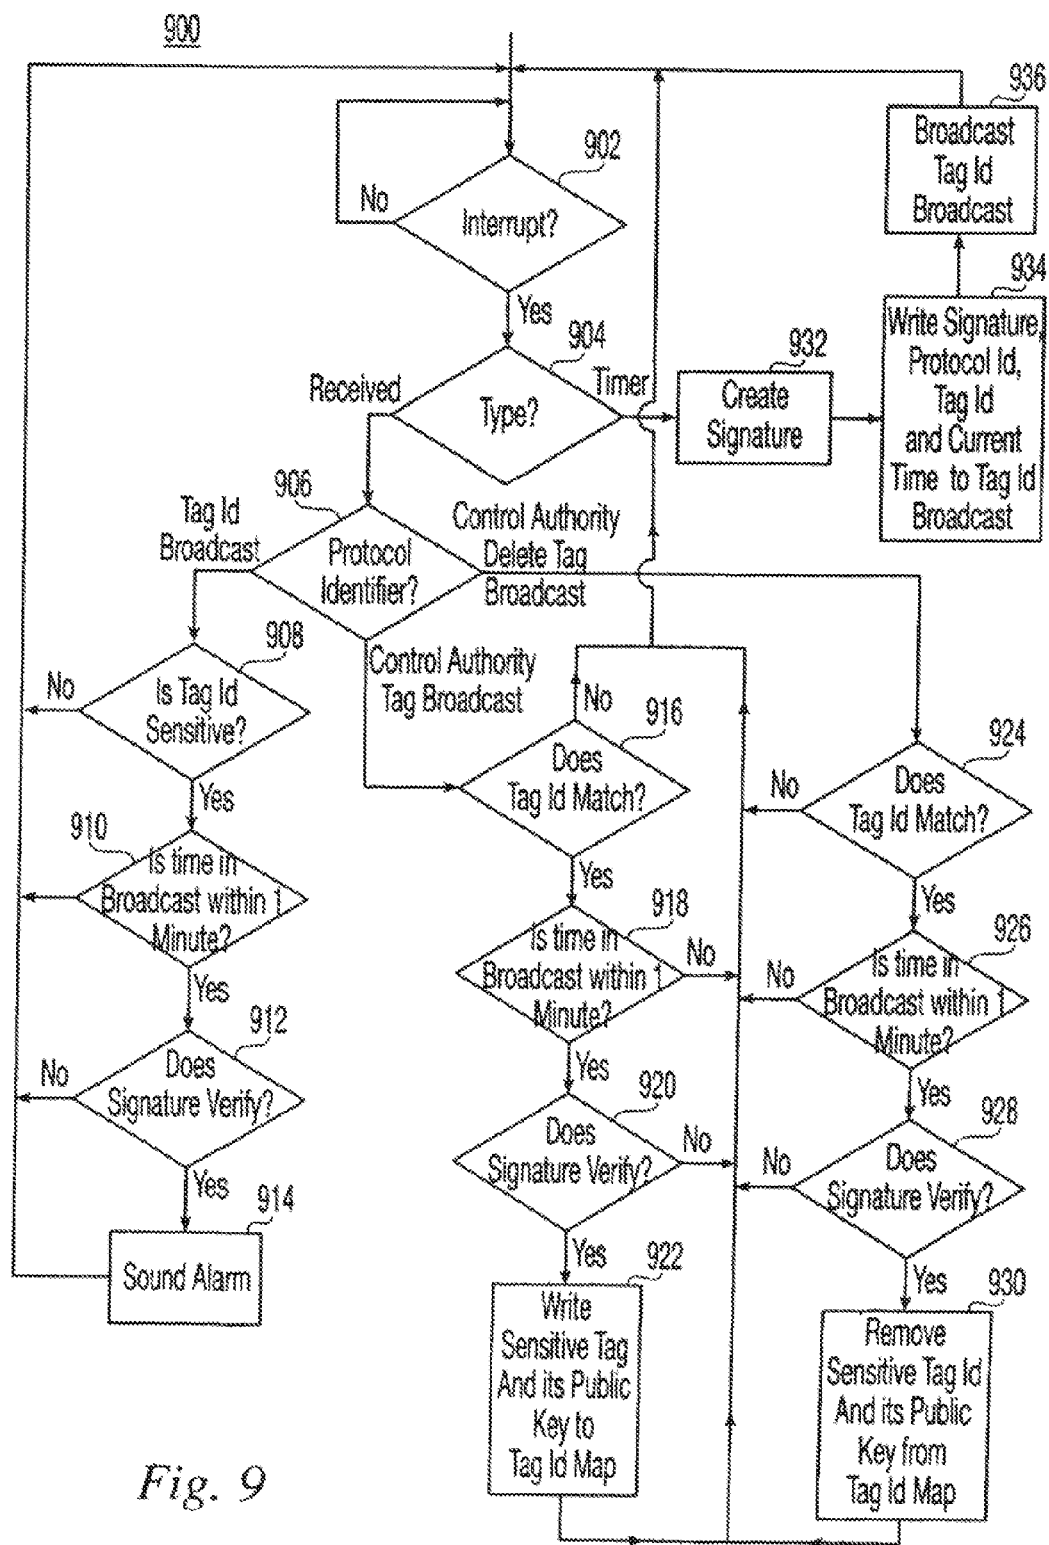 900
902
No
Interrupt?
Yes
904
Received
Type?
Timer
932
Create
Signature
936
Broadcast
Tag Id
Broadcast
934
Write Signature,
Protocol Id,
Tag Id
and Current
Time to Tag Id
Broadcast
906
Tag Id
Broadcast
Protocol
Identifier?
Control Authority
Delete Tag
Broadcast
Control Authority
Tag Broadcast
908
No
Is Tag Id
Sensitive?
Yes
910
Is time in
Broadcast within 1
Minute?
Yes
912
No
Does
Signature Verify?
Yes
914
Sound Alarm
No
916
Does
Tag Id Match?
Yes
918
Is time in
Broadcast within 1
Minute?
No
Yes
920
Does
Signature Verify?
No
Yes
922
Write
Sensitive Tag
And its Public
Key to
Tag Id Map
924
No
Does
Tag Id Match?
Yes
926
No
Is time in
Broadcast within 1
Minute?
Yes
928
No
Does
Signature Verify?
Yes
930
Remove
Sensitive Tag Id
And its Public
Key from
Tag Id Map
Fig. 9